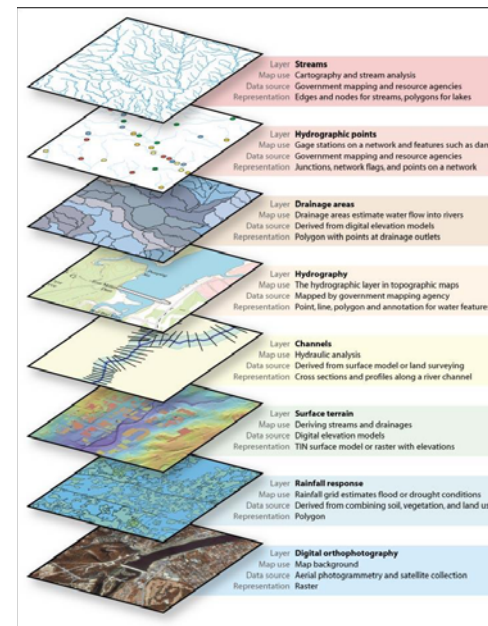 Layer Streams
Map use Cartography and stream analysis
Data source Government mapping and resource agencies
Representation Edges and nodes for streams, polygons for lakes
Layer Hydrographic points
Map use Gage stations on a network and features such as dam
Data source Government mapping and resource agencies
Representation Junctions, network flags, and points on a network
Layer Drainage areas
Map use Drainage areas estimate water flow into rivers
Data source Derived from digital elevation models
Representation Polygon with points at drainage outlets
Layer Hydrography
Map use The hydrographic layer in topographic maps
Data source Mapped by government mapping agency
Representation Point, line, polygon and annotation for water feature
Layer Channels
Map use Hydraulic analysis
Data source Derived from surface model or land surveying
Representation Cross sections and profiles along a river channel
Layer Surface terrain
Map use Deriving streams and drainages
Data source Digital elevation models
Representation TIN surface model or raster with elevations
Layer Rainfall response
Map use Rainfall grid estimates flood or drought conditions
Data source Derived from combining soil, vegetation, and land us
Representation Polygon
Layer Digital orthophotography
Map use Map background
Data source Aerial photogrammetry and satellite collection
Representation Raster